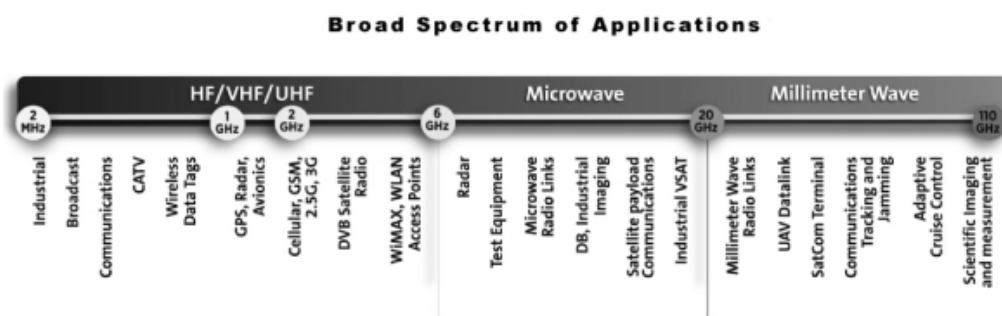 Broad Spectrum of Applications
HF/VHF/UHF
Microwave
Millimeter Wave
2
MHz
1
GHz
2
GHz
6
GHz
20
GHz
110
GHz
Industrial
Broadcast
Communications
CATV
Wireless
Data Tags
GPS, Radar,
Avionics
Cellular, GSM,
2.5G, 3G
DVB Satellite
Radio
WiMAX, WLAN
Access Points
Radar
Test Equipment
Microwave
Radio Links
DB, Industrial
Imaging
Satellite payload
Communications
Industrial VSAT
Millimeter Wave
Radio Links
UAV Datalink
SatCom Terminal
Communications
Tracking and
Jamming
Adaptive
Cruise Control
Scientific Imaging
and measurement